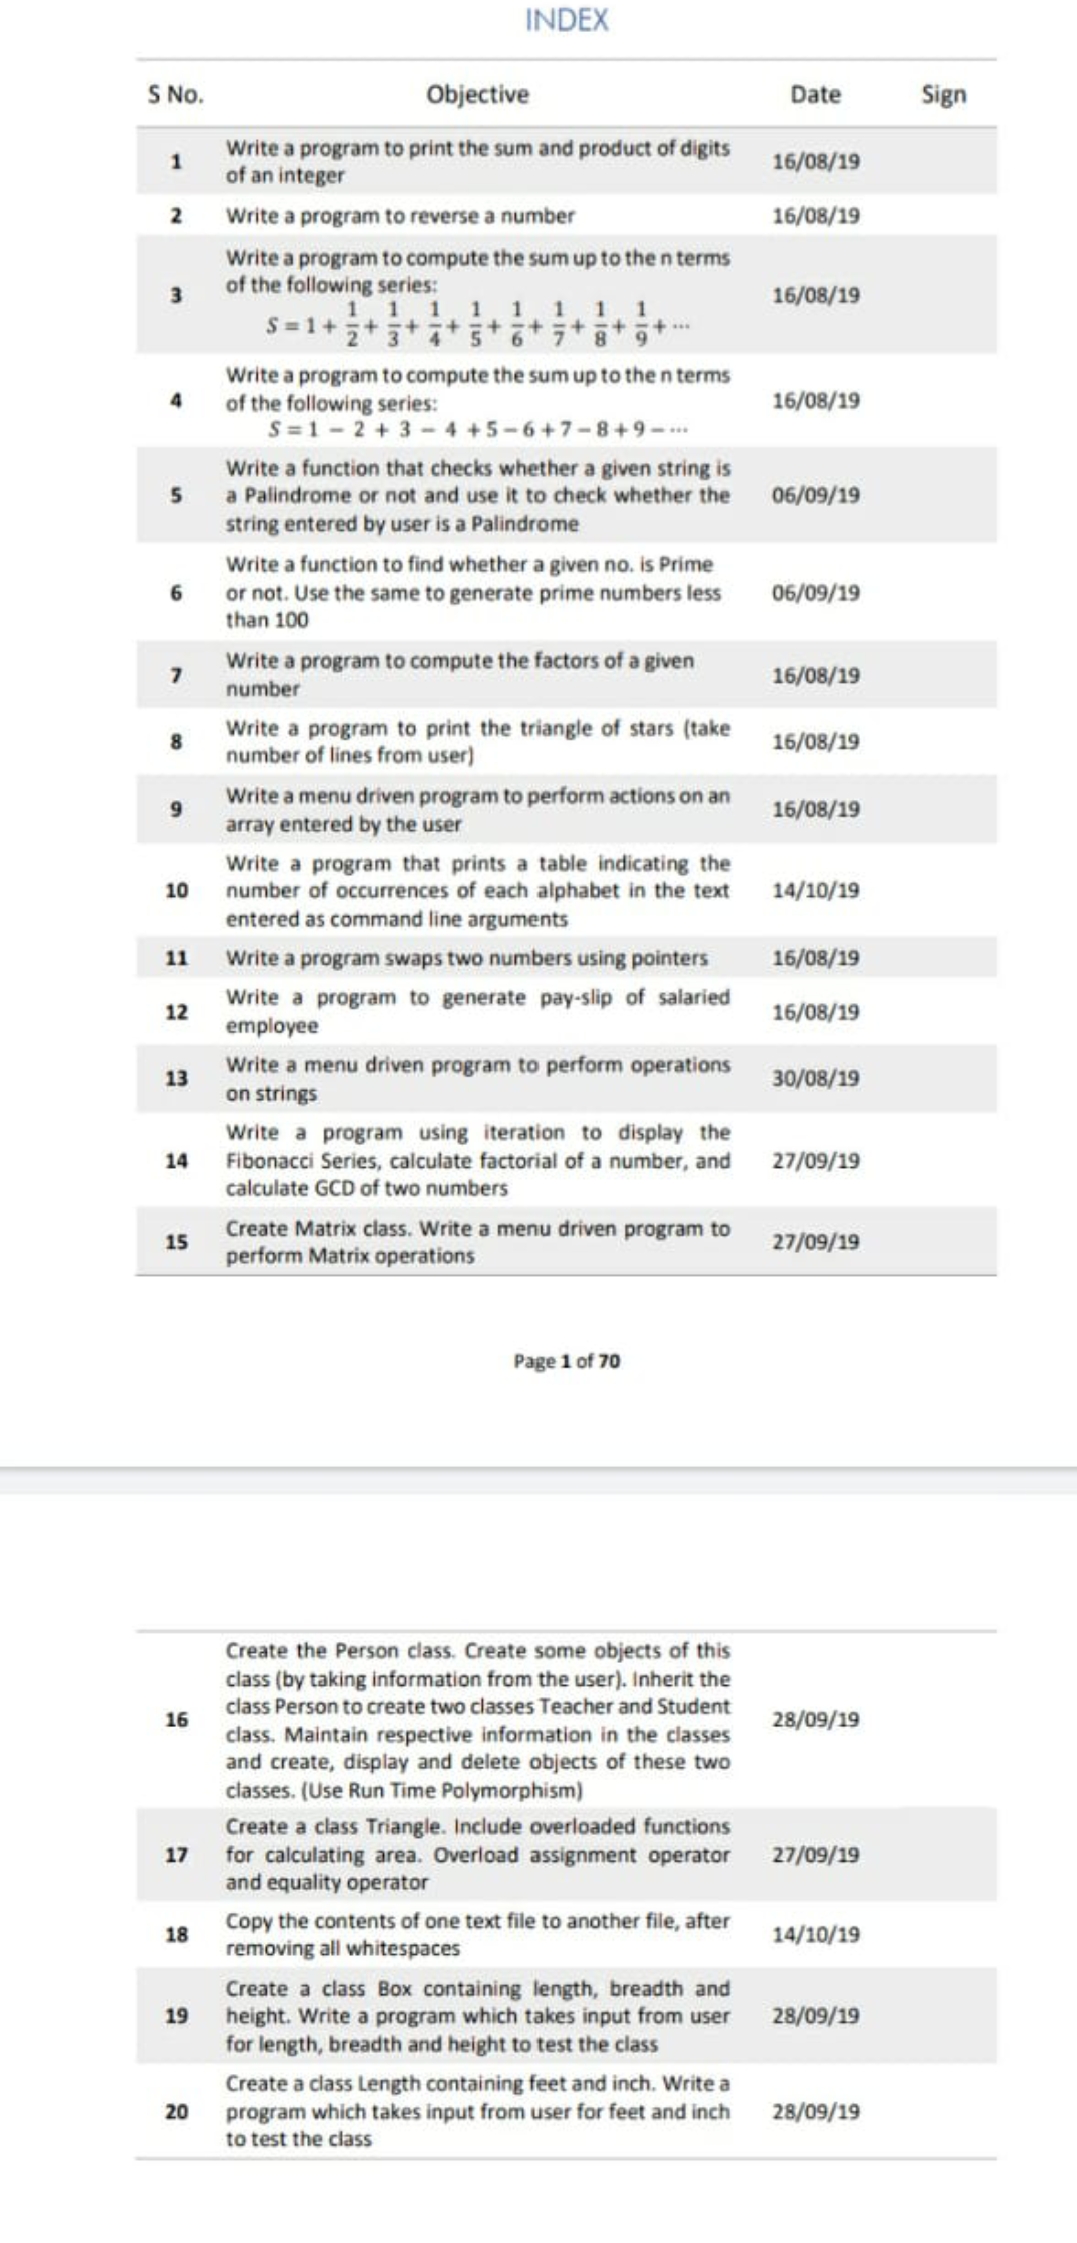 INDEX
S No. Objective Date Sign
1 Write a program to print the sum and product of digits 16/08/19
of an integer
2 Write a program to reverse a number 16/08/19
3 Write a program to compute the sum up to the n terms 16/08/19
of the following series:
S = 1 + 1/2 + 1/3 + 1/4 + 1/5 + 1/6 + 1/7 + 1/8 + 1/9 + ⋯
4 Write a program to compute the sum up to the n terms 16/08/19
of the following series:
S = 1 − 2 + 3 − 4 + 5 − 6 + 7 − 8 + 9 − ⋯
5 Write a function that checks whether a given string is 06/09/19
a Palindrome or not and use it to check whether the
string entered by user is a Palindrome
6 Write a function to find whether a given no. is Prime 06/09/19
or not. Use the same to generate prime numbers less
than 100
7 Write a program to compute the factors of a given 16/08/19
number
8 Write a program to print the triangle of stars (take 16/08/19
number of lines from user)
9 Write a menu driven program to perform actions on an 16/08/19
array entered by the user
10 Write a program that prints a table indicating the 14/10/19
number of occurrences of each alphabet in the text
entered as command line arguments
11 Write a program swaps two numbers using pointers 16/08/19
12 Write a program to generate pay-slip of salaried 16/08/19
employee
13 Write a menu driven program to perform operations 30/08/19
on strings
14 Write a program using iteration to display the 27/09/19
Fibonacci Series, calculate factorial of a number, and
calculate GCD of two numbers
15 Create Matrix class. Write a menu driven program to 27/09/19
perform Matrix operations
Page 1 of 70
16 Create the Person class. Create some objects of this 28/09/19
class (by taking information from the user). Inherit the
class Person to create two classes Teacher and Student
class. Maintain respective information in the classes
and create, display and delete objects of these two
classes. (Use Run Time Polymorphism)
17 Create a class Triangle. Include overloaded functions 27/09/19
for calculating area. Overload assignment operator
and equality operator
18 Copy the contents of one text file to another file, after 14/10/19
removing all whitespaces
19 Create a class Box containing length, breadth and 28/09/19
height. Write a program which takes input from user
for length, breadth and height to test the class
20 Create a class Length containing feet and inch. Write a 28/09/19
program which takes input from user for feet and inch
to test the class